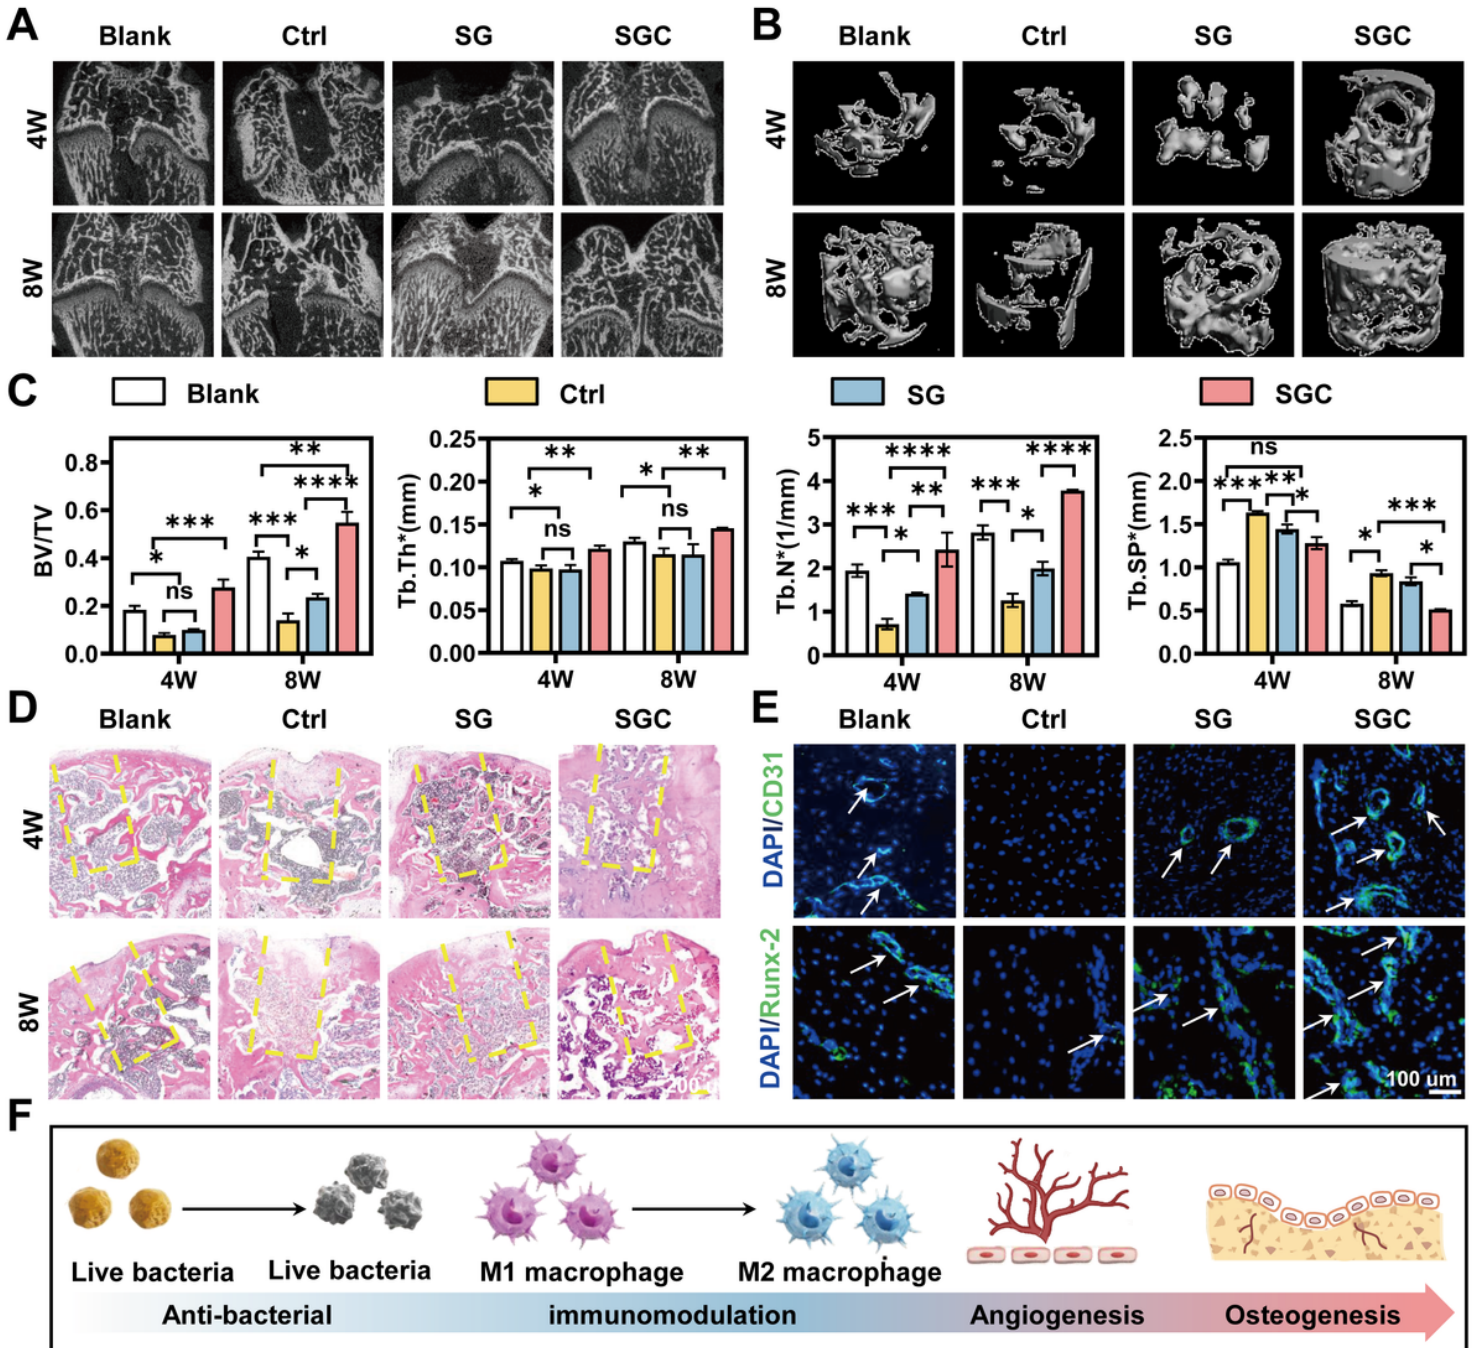 A
Blank Ctrl SG SGC
4W
8W
B
Blank Ctrl SG SGC
4W
8W
C
Blank Ctrl SG SGC
BV/TV
0.8
0.6
0.4
0.2
0.0
* ns *** *** * **** **
4W 8W
Tb.Th*(mm)
0.25
0.20
0.15
0.10
0.05
0.00
* ns ** * ns **
4W 8W
Tb.N*(1/mm)
5
4
3
2
1
0
*** * ** **** *** * ****
4W 8W
Tb.SP*(mm)
2.5
2.0
1.5
1.0
0.5
0.0
ns *** ** * * *** *
4W 8W
D
Blank Ctrl SG SGC
4W
8W
E
Blank Ctrl SG SGC
DAPI/CD31
DAPI/Runx-2
100 um
F
Live bacteria Live bacteria M1 macrophage M2 macrophage
Anti-bacterial immunomodulation Angiogenesis Osteogenesis